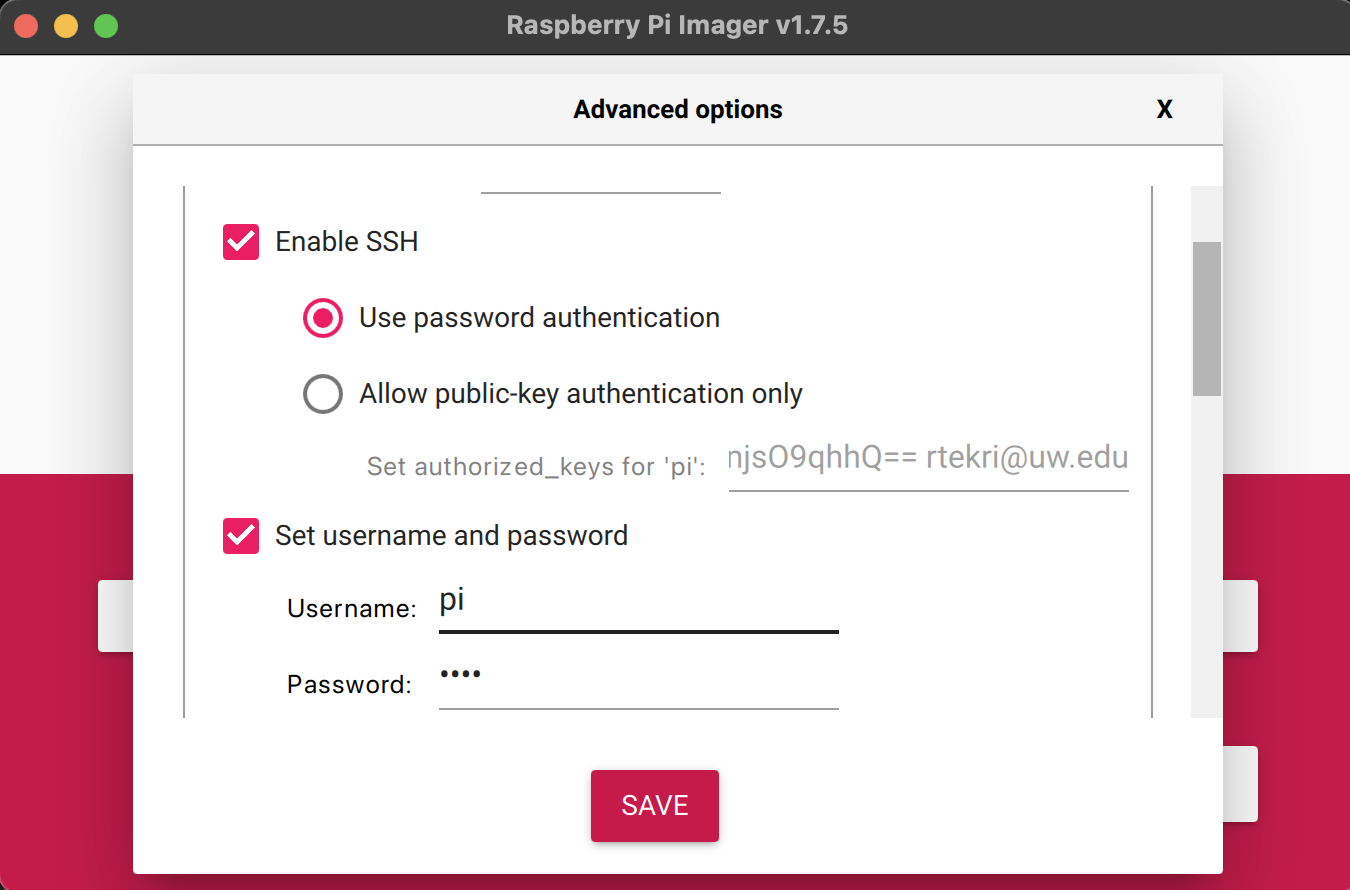 Raspberry Pi Imager v1.7.5
Advanced options X
Enable SSH
Use password authentication
Allow public-key authentication only
Set authorized_keys for 'pi': njsO9qhhQ== rtekri@uw.edu
Set username and password
Username: pi
Password: ••••
SAVE